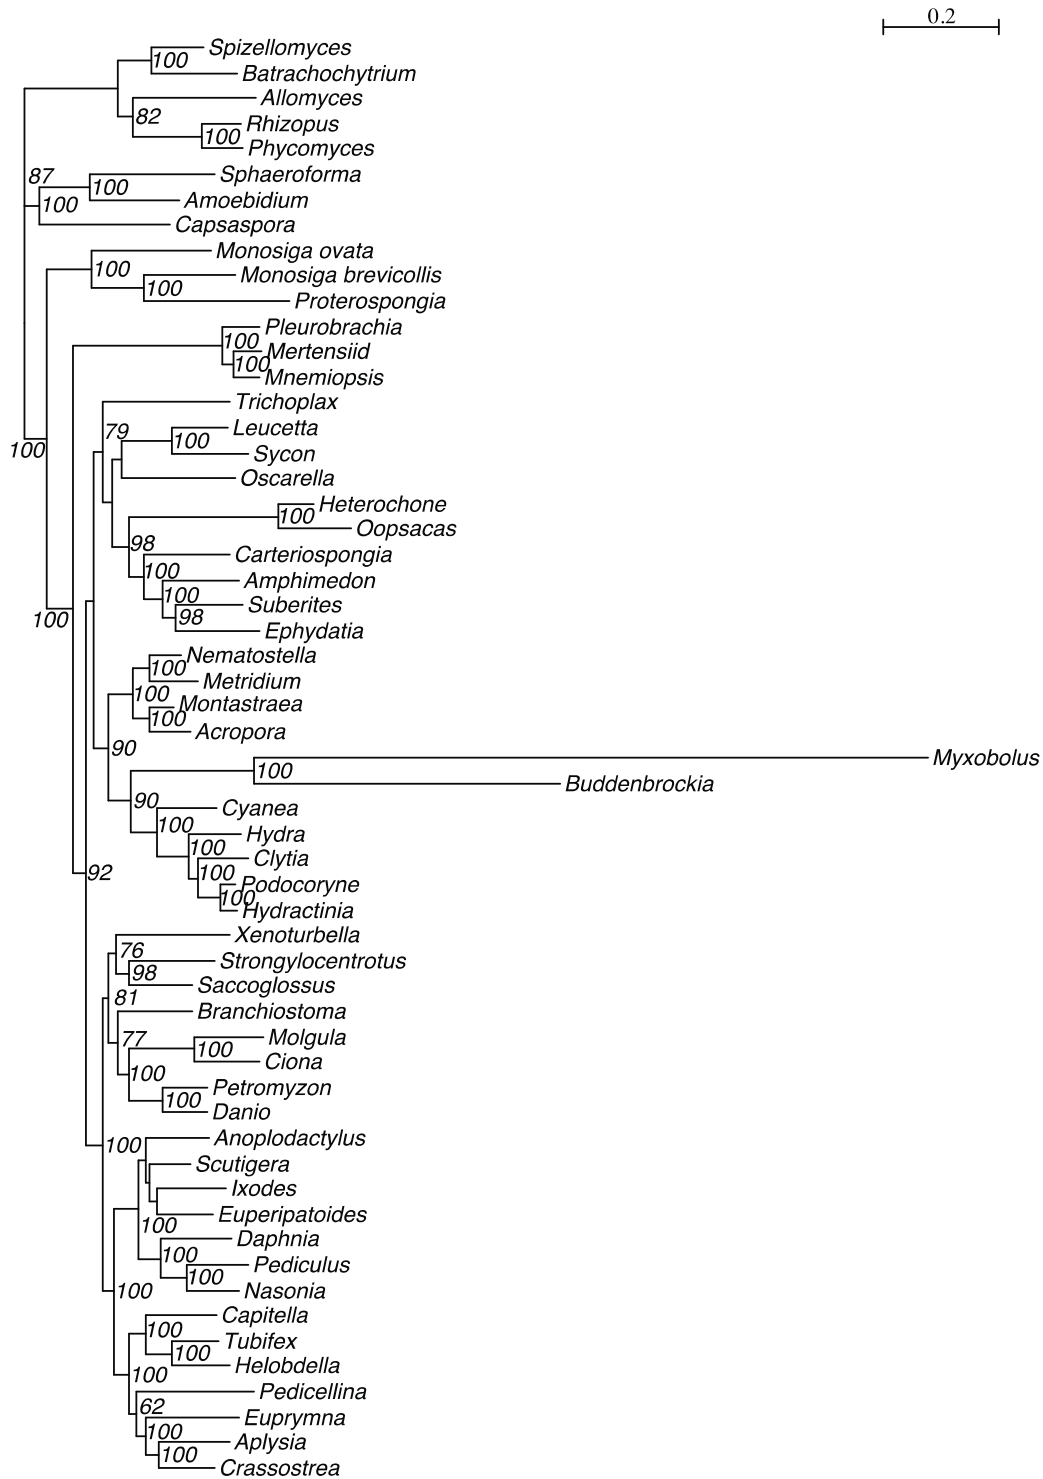 0.2
Spizellomyces
100
Batrachochytrium
Allomyces
82
Rhizopus
100
Phycomyces
Sphaeroforma
87
100
Amoebidium
100
Capsaspora
Monosiga ovata
100
Monosiga brevicollis
100
Proterospongia
Pleurobrachia
100
Mertensiid
100
Mnemiopsis
Trichoplax
79
Leucetta
100
Sycon
100
Oscarella
Heterochone
100
Oopsacas
98
Carteriospongia
100
Amphimedon
100
Suberites
98
Ephydatia
100
Nematostella
100
Metridium
100
Montastraea
100
Acropora
90
Myxobolus
100
Buddenbrockia
90
Cyanea
100
Hydra
100
Clytia
100
92
Podocoryne
100
Hydractinia
Xenoturbella
76
Strongylocentrotus
98
Saccoglossus
81
Branchiostoma
77
Molgula
100
Ciona
100
Petromyzon
100
Danio
100
Anoplodactylus
Scutigera
Ixodes
Euperipatoides
100
Daphnia
100
Pediculus
100
100
Nasonia
Capitella
100
Tubifex
100
Helobdella
100
Pedicellina
62
Euprymna
100
Aplysia
100
Crassostrea